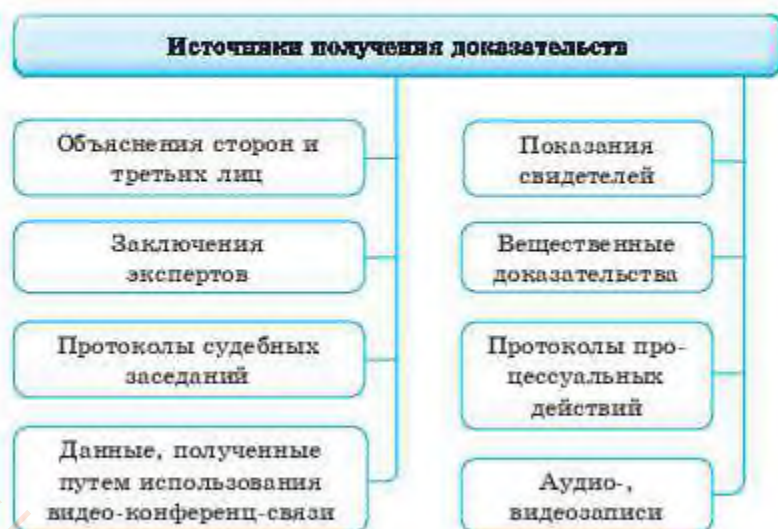 Источники получения доказательств
Объяснения сторон и
третьих лиц
Заключения
экспертов
Протоколы судебных
заседаний
Данные, полученные
путем использования
видео-конференц-связи
Показания
свидетелей
Вещественные
доказательства
Протоколы про-
цессуальных
действий
Аудио-,
видеозаписи